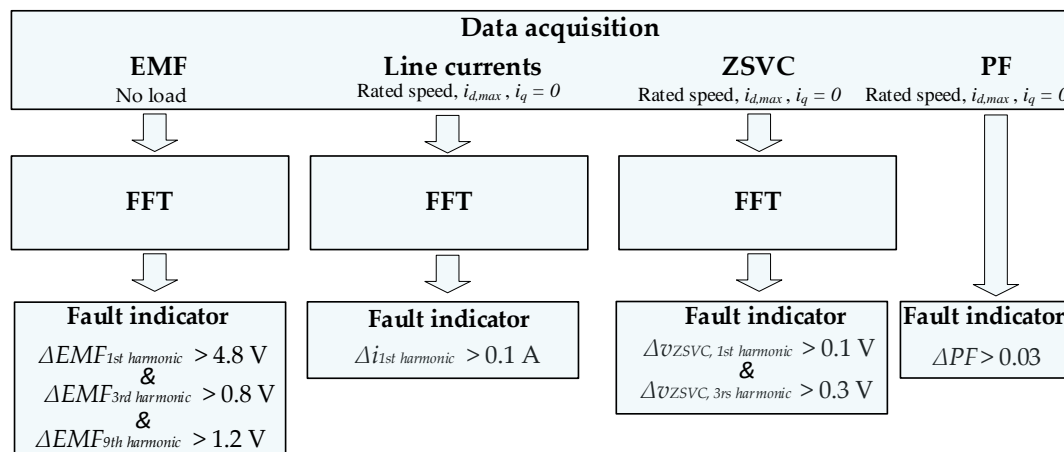 Data acquisition
EMF
No load
Line currents
Rated speed, id,max , iq = 0
ZSVC
Rated speed, id,max , iq = 0
PF
Rated speed, id,max , iq = 0
FFT
FFT
FFT
Fault indicator
ΔEMF1st harmonic > 4.8 V
&
ΔEMF3rd harmonic > 0.8 V
&
ΔEMF9th harmonic > 1.2 V
Fault indicator
Δi1st harmonic > 0.1 A
Fault indicator
ΔvZSVC, 1st harmonic > 0.1 V
&
ΔvZSVC, 3rs harmonic > 0.3 V
Fault indicator
ΔPF > 0.03